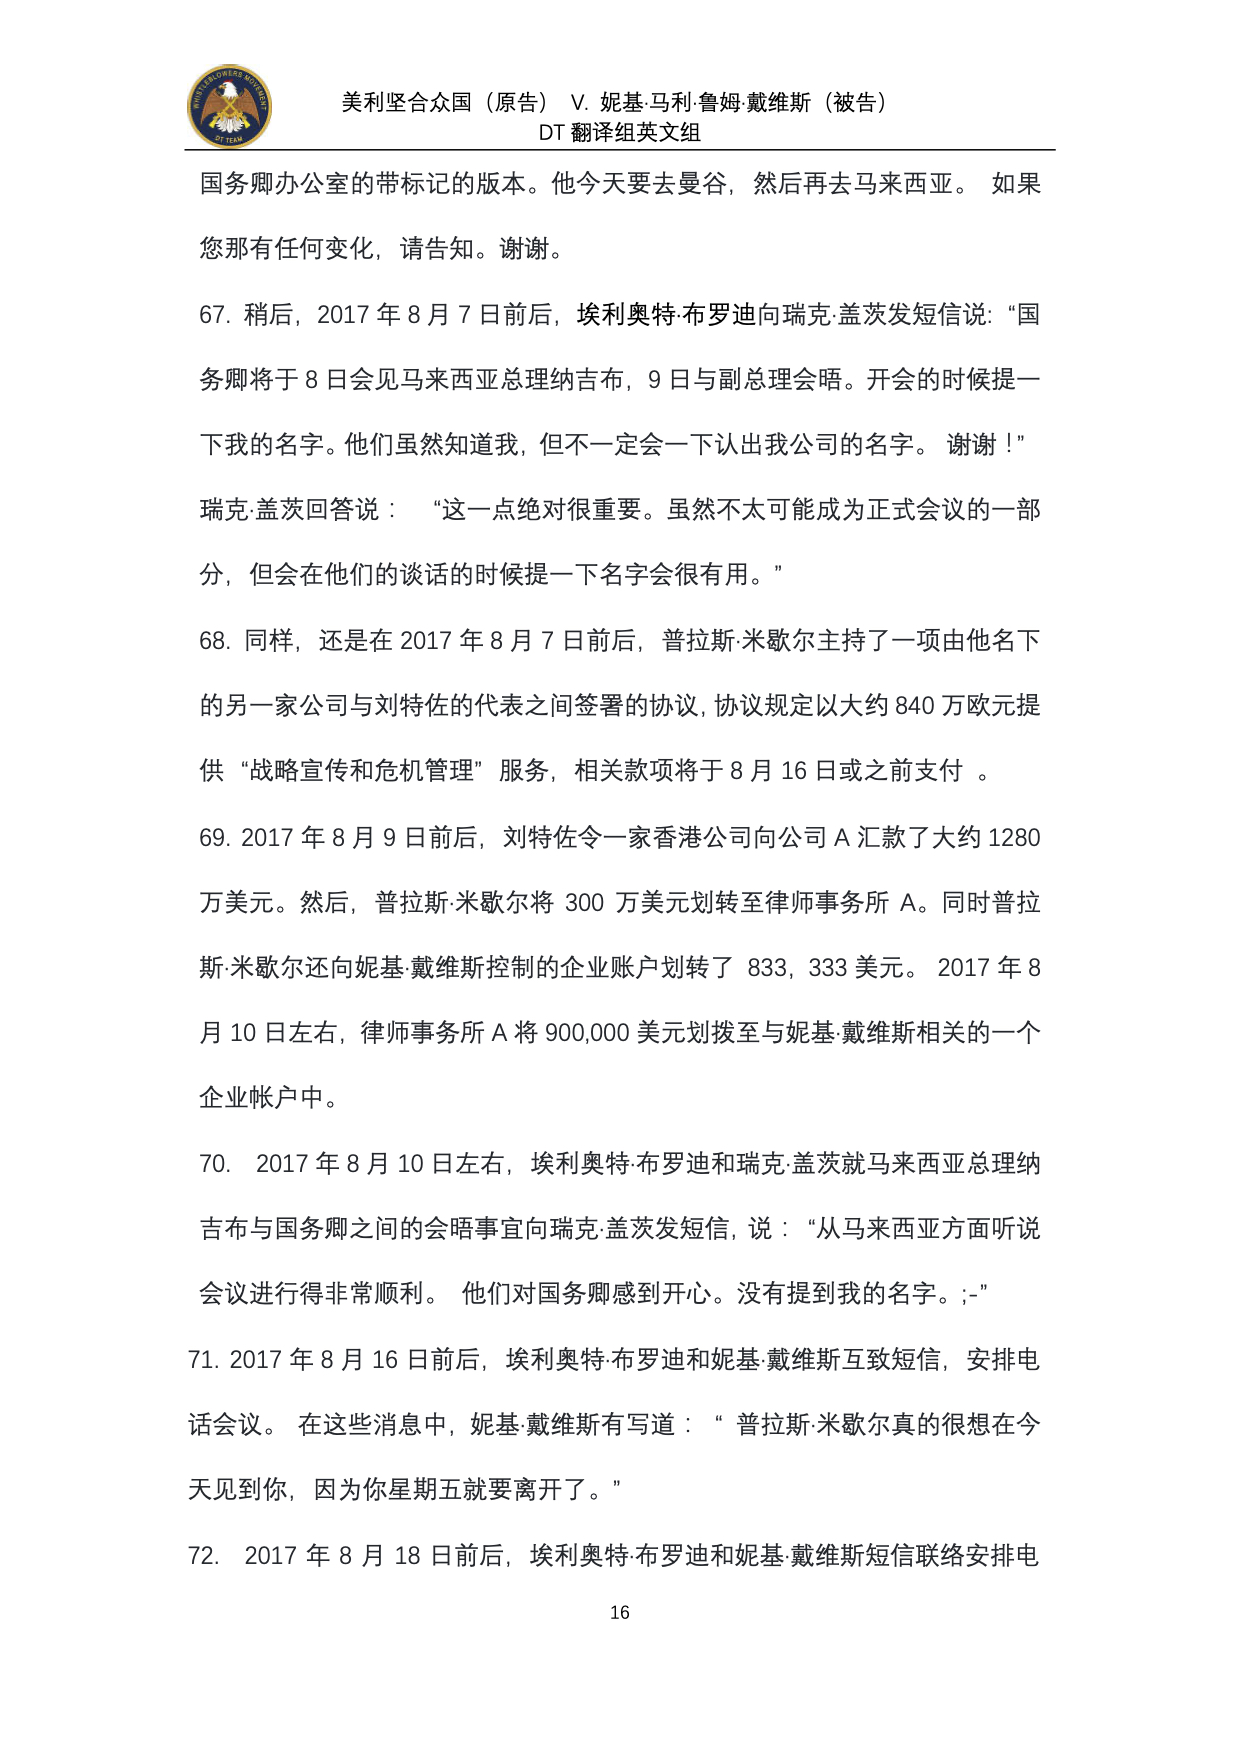 WHISTLEBLOWERS MOVEMENT
DT TEAM
美利坚合众国（原告） V. 妮基·马利·鲁姆·戴维斯（被告）
DT 翻译组英文组
国务卿办公室的带标记的版本。他今天要去曼谷，然后再去马来西亚。 如果
您那有任何变化，请告知。谢谢。
67. 稍后，2017 年 8 月 7 日前后，埃利奥特·布罗迪向瑞克·盖茨发短信说: “国
务卿将于 8 日会见马来西亚总理纳吉布，9 日与副总理会晤。开会的时候提一
下我的名字。他们虽然知道我，但不一定会一下认出我公司的名字。 谢谢！”
瑞克·盖茨回答说： “这一点绝对很重要。虽然不太可能成为正式会议的一部
分，但会在他们的谈话的时候提一下名字会很有用。”
68. 同样，还是在 2017 年 8 月 7 日前后，普拉斯·米歇尔主持了一项由他名下
的另一家公司与刘特佐的代表之间签署的协议，协议规定以大约 840 万欧元提
供 “战略宣传和危机管理” 服务，相关款项将于 8 月 16 日或之前支付 。
69. 2017 年 8 月 9 日前后，刘特佐令一家香港公司向公司 A 汇款了大约 1280
万美元。然后，普拉斯·米歇尔将 300 万美元划转至律师事务所 A。同时普拉
斯·米歇尔还向妮基·戴维斯控制的企业账户划转了 833，333 美元。 2017 年 8
月 10 日左右，律师事务所 A 将 900,000 美元划拨至与妮基·戴维斯相关的一个
企业帐户中。
70. 2017 年 8 月 10 日左右，埃利奥特·布罗迪和瑞克·盖茨就马来西亚总理纳
吉布与国务卿之间的会晤事宜向瑞克·盖茨发短信，说： “从马来西亚方面听说
会议进行得非常顺利。 他们对国务卿感到开心。没有提到我的名字。;-”
71. 2017 年 8 月 16 日前后，埃利奥特·布罗迪和妮基·戴维斯互致短信，安排电
话会议。 在这些消息中，妮基·戴维斯有写道： “ 普拉斯·米歇尔真的很想在今
天见到你，因为你星期五就要离开了。”
72. 2017 年 8 月 18 日前后，埃利奥特·布罗迪和妮基·戴维斯短信联络安排电
16